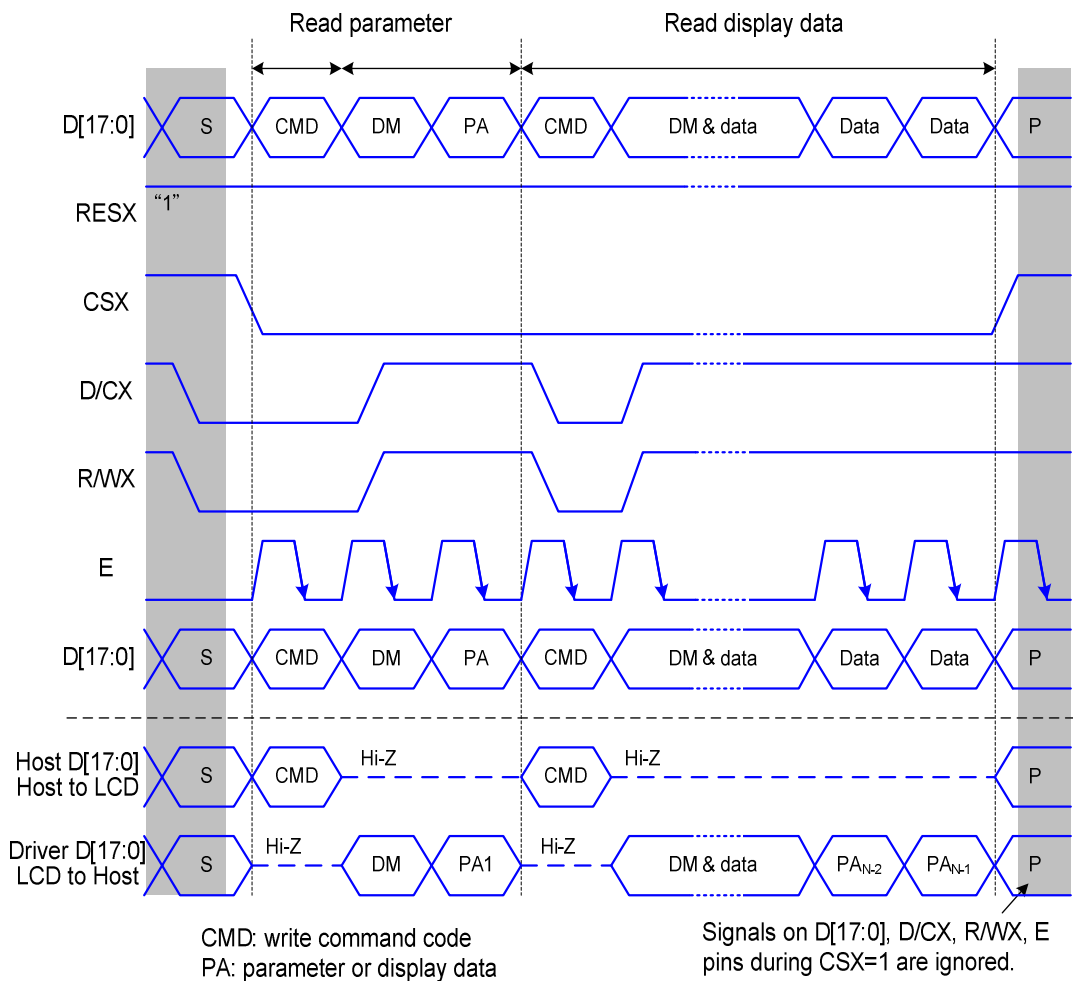 Read parameter Read display data
D[17:0] S CMD DM PA CMD DM & data Data Data P
RESX “1”
CSX
D/CX
R/WX
E
D[17:0] S CMD DM PA CMD DM & data Data Data P
Host D[17:0]
Host to LCD
S CMD Hi-Z CMD Hi-Z P
Driver D[17:0]
LCD to Host
S Hi-Z DM PA1 Hi-Z DM & data PAN-2 PAN-1 P
CMD: write command code
PA: parameter or display data
Signals on D[17:0], D/CX, R/WX, E
pins during CSX=1 are ignored.